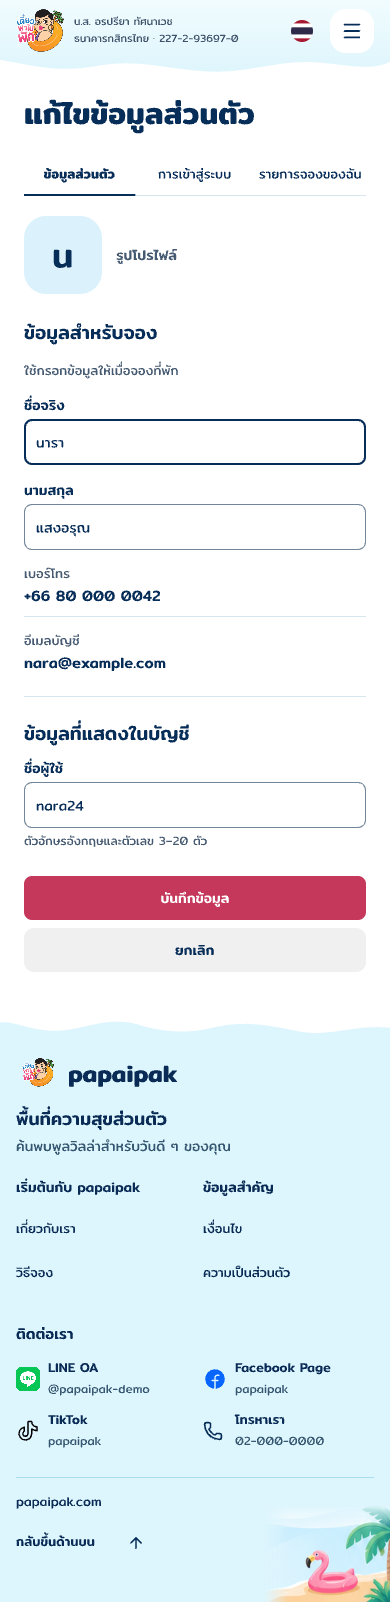 เที่ยว
พาม
พัก
น.ส. อรปรียา ทัศนาเวช
ธนาคารกสิกรไทย · 227-2-93697-0
แก้ไขข้อมูลส่วนตัว
ข้อมูลส่วนตัว
การเข้าสู่ระบบ
รายการจองของฉัน
น
รูปโปรไฟล์
ข้อมูลสำหรับจอง
ใช้กรอกข้อมูลให้เมื่อจองที่พัก
ชื่อจริง
นารา
นามสกุล
แสงอรุณ
เบอร์โทร
+66 80 000 0042
อีเมลบัญชี
nara@example.com
ข้อมูลที่แสดงในบัญชี
ชื่อผู้ใช้
nara24
ตัวอักษรอังกฤษและตัวเลข 3–20 ตัว
บันทึกข้อมูล
ยกเลิก
papaipak
พื้นที่ความสุขส่วนตัว
ค้นพบพูลวิลล่าสำหรับวันดี ๆ ของคุณ
เริ่มต้นกับ papaipak
ข้อมูลสำคัญ
เกี่ยวกับเรา
เงื่อนไข
วิธีจอง
ความเป็นส่วนตัว
ติดต่อเรา
LINE
LINE OA
@papaipak-demo
Facebook Page
papaipak
TikTok
papaipak
โทรหาเรา
02-000-0000
papaipak.com
กลับขึ้นด้านบน